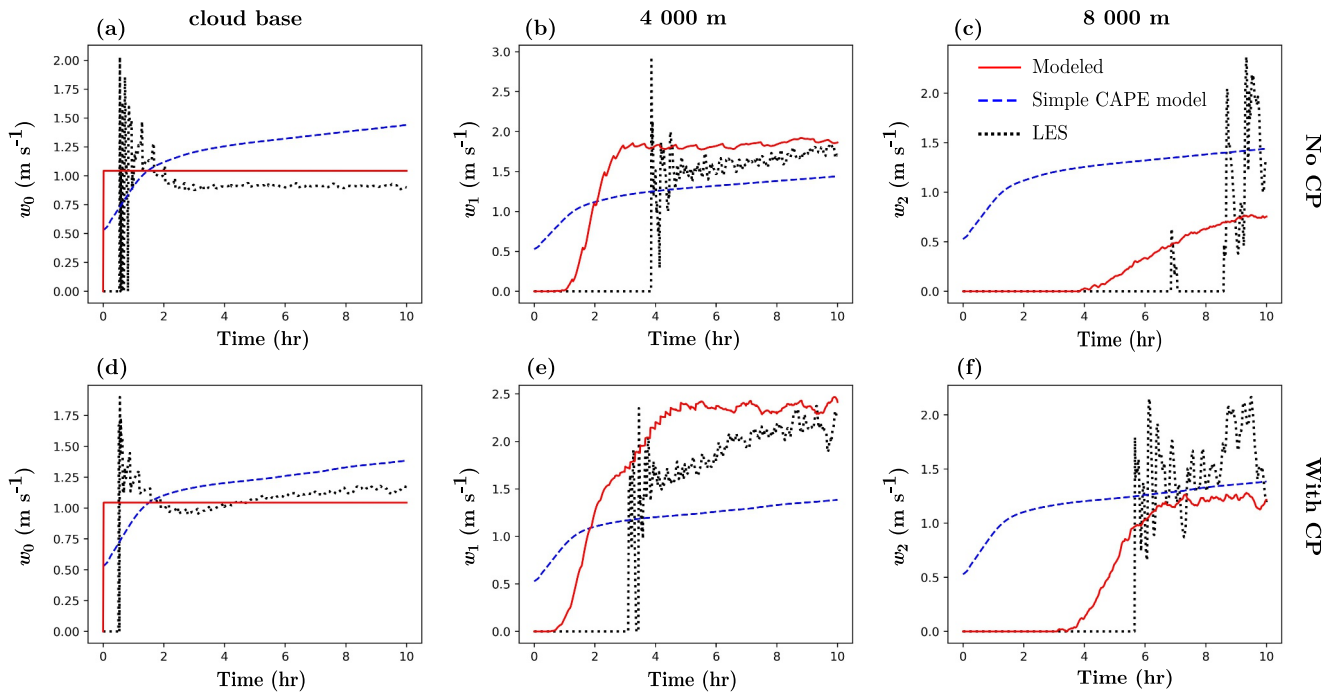 cloud base
4 000 m
8 000 m
(a)
(b)
(c)
2.00
1.75
1.50
1.25
1.00
0.75
0.50
0.25
0.00
w0 (m s-1)
0 2 4 6 8 10
Time (hr)
3.0
2.5
2.0
1.5
1.0
0.5
0.0
w1 (m s-1)
0 2 4 6 8 10
Time (hr)
2.0
1.5
1.0
0.5
0.0
w2 (m s-1)
0 2 4 6 8 10
Time (hr)
Modeled
Simple CAPE model
LES
No CP
(d)
(e)
(f)
1.75
1.50
1.25
1.00
0.75
0.50
0.25
0.00
w0 (m s-1)
0 2 4 6 8 10
Time (hr)
2.5
2.0
1.5
1.0
0.5
0.0
w1 (m s-1)
0 2 4 6 8 10
Time (hr)
2.0
1.5
1.0
0.5
0.0
w2 (m s-1)
0 2 4 6 8 10
Time (hr)
With CP